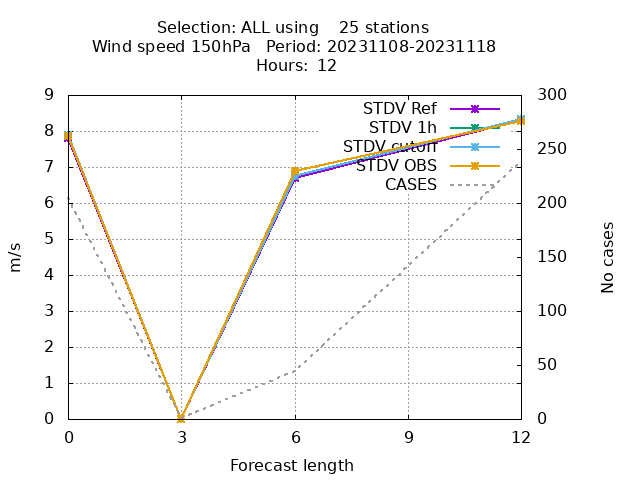 Selection: ALL using    25 stations
Wind speed 150hPa   Period: 20231108-20231118
Hours: 12
STDV Ref
STDV 1h
STDV cutoff
STDV OBS
CASES
9
8
7
6
5
4
3
2
1
0
m/s
300
250
200
150
100
50
0
No cases
0
3
6
9
12
Forecast length